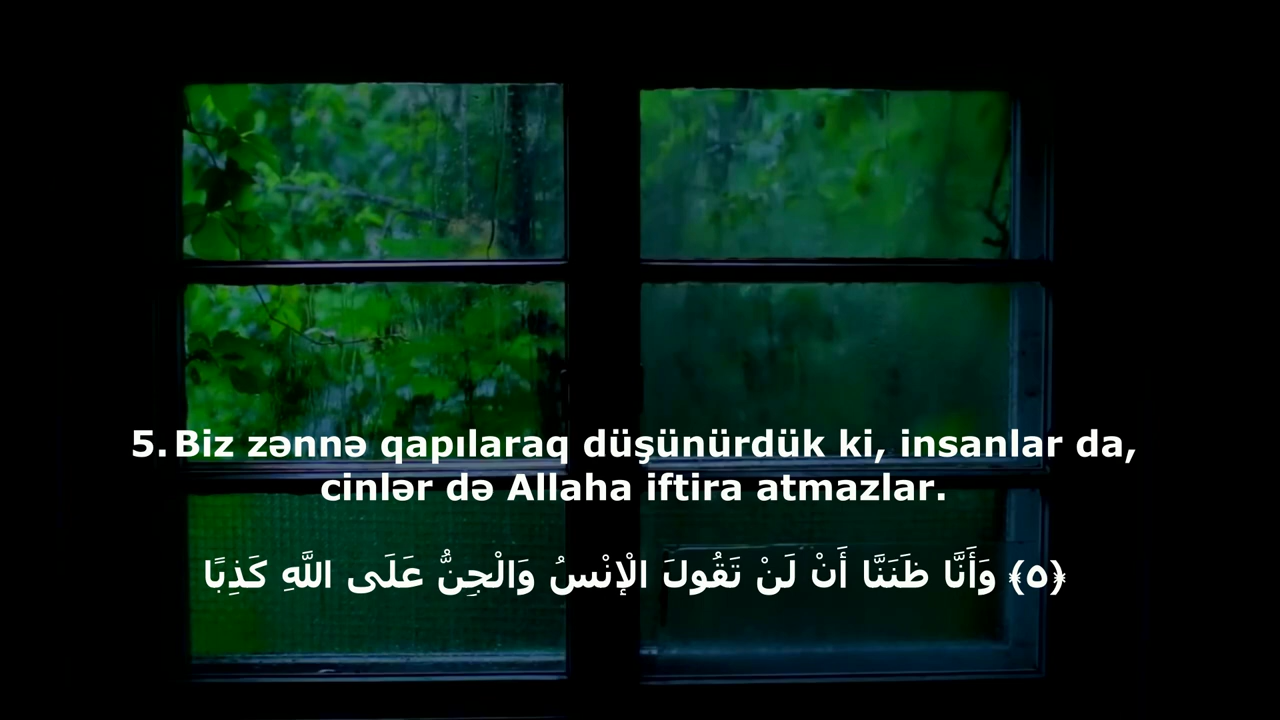 5. Biz zənnə qapılaraq düşünürdük ki, insanlar da,
cinlər də Allaha iftira atmazlar.
﴿٥﴾ وَأَنَّا ظَنَنَّا أَنْ لَنْ تَقُولَ الْإِنْسُ وَالْجِنُّ عَلَى اللَّهِ كَذِبًا